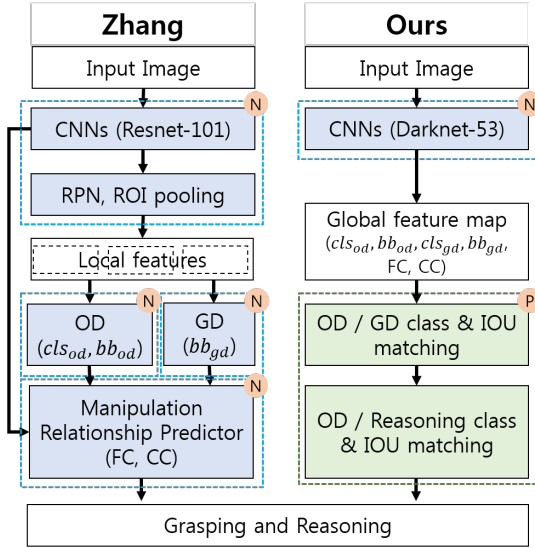 Zhang
Input Image
N
CNNs (Resnet-101)
RPN, ROI pooling
Local features
N
OD
(cls_od, bb_od)
N
GD
(bb_gd)
N
Manipulation
Relationship Predictor
(FC, CC)
Ours
Input Image
N
CNNs (Darknet-53)
Global feature map
(cls_od, bb_od, cls_gd, bb_gd,
FC, CC)
P
OD / GD class & IOU
matching
OD / Reasoning class
& IOU matching
Grasping and Reasoning